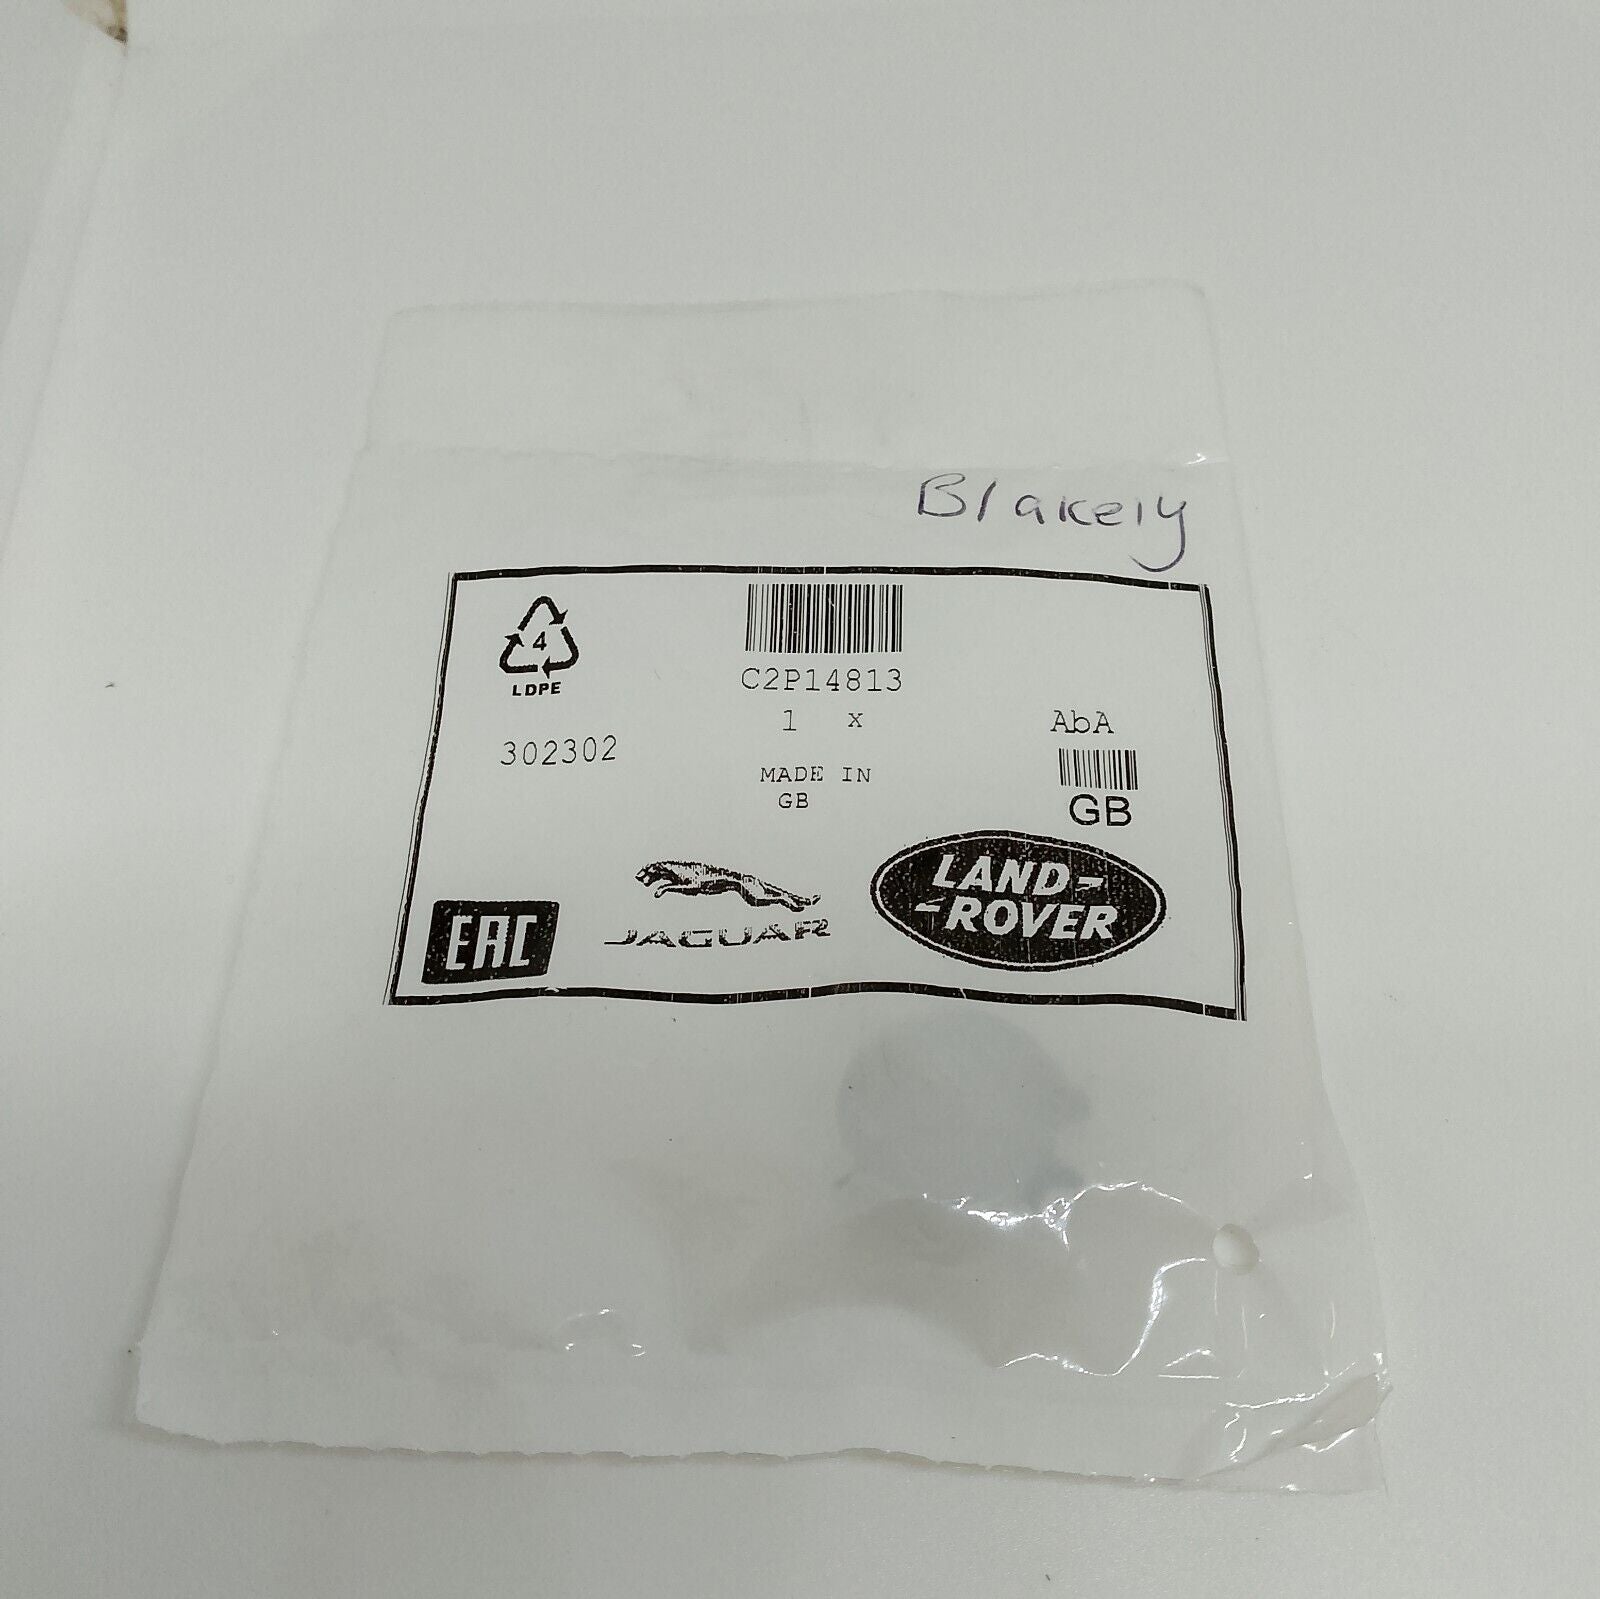 Blakely
4
LDPE
C2P14813
1 x
AbA
302302
MADE IN
GB
GB
EAC
JAGUAR
LAND-
-ROVER